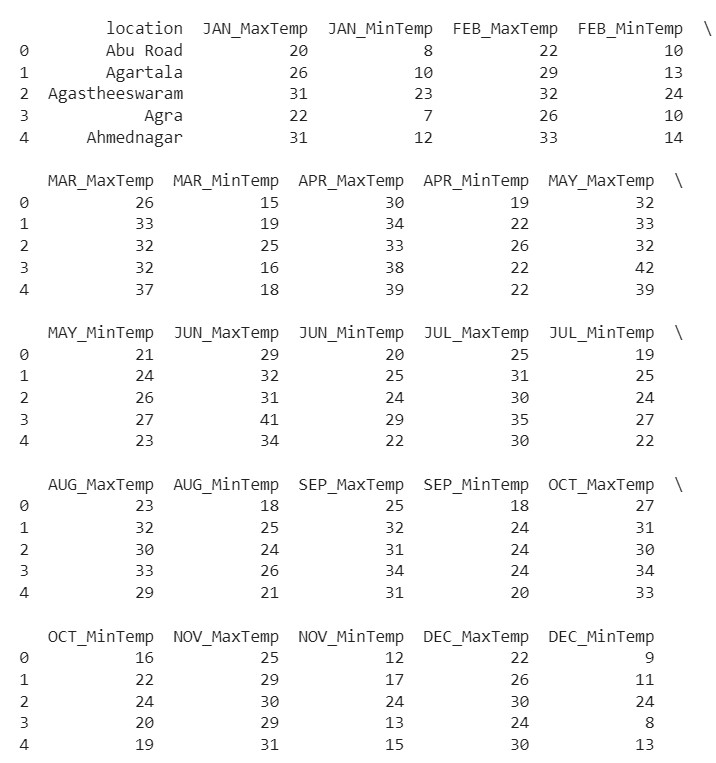 location JAN_MaxTemp JAN_MinTemp FEB_MaxTemp FEB_MinTemp \
0 Abu Road 20 8 22 10
1 Agartala 26 10 29 13
2 Agastheeswaram 31 23 32 24
3 Agra 22 7 26 10
4 Ahmednagar 31 12 33 14
MAR_MaxTemp MAR_MinTemp APR_MaxTemp APR_MinTemp MAY_MaxTemp \
0 26 15 30 19 32
1 33 19 34 22 33
2 32 25 33 26 32
3 32 16 38 22 42
4 37 18 39 22 39
MAY_MinTemp JUN_MaxTemp JUN_MinTemp JUL_MaxTemp JUL_MinTemp \
0 21 29 20 25 19
1 24 32 25 31 25
2 26 31 24 30 24
3 27 41 29 35 27
4 23 34 22 30 22
AUG_MaxTemp AUG_MinTemp SEP_MaxTemp SEP_MinTemp OCT_MaxTemp \
0 23 18 25 18 27
1 32 25 32 24 31
2 30 24 31 24 30
3 33 26 34 24 34
4 29 21 31 20 33
OCT_MinTemp NOV_MaxTemp NOV_MinTemp DEC_MaxTemp DEC_MinTemp
0 16 25 12 22 9
1 22 29 17 26 11
2 24 30 24 30 24
3 20 29 13 24 8
4 19 31 15 30 13